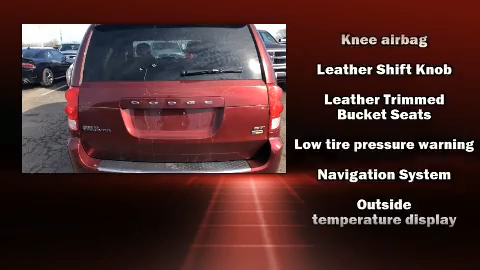 Knee airbag
Leather Shift Knob
Leather Trimmed
Bucket Seats
Low tire pressure warning
Navigation System
Outside
temperature display
DODGE
GT